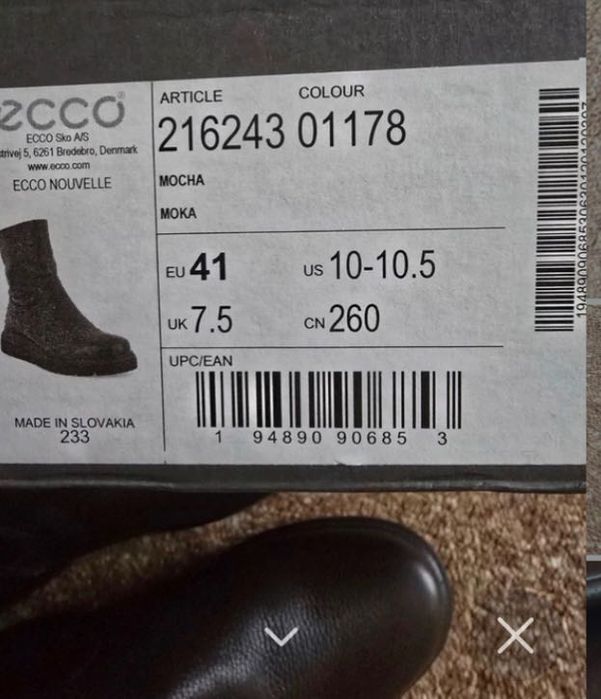 ecco®
ECCO Sko A/S
6261 Bredebro, Denmark
www.ecco.com
ECCO NOUVELLE
MADE IN SLOVAKIA
233
ARTICLE COLOUR
216243 01178
MOCHA
MOKA
EU 41 US 10-10.5
UK 7.5 CN 260
UPC/EAN
1 94890 90685 3